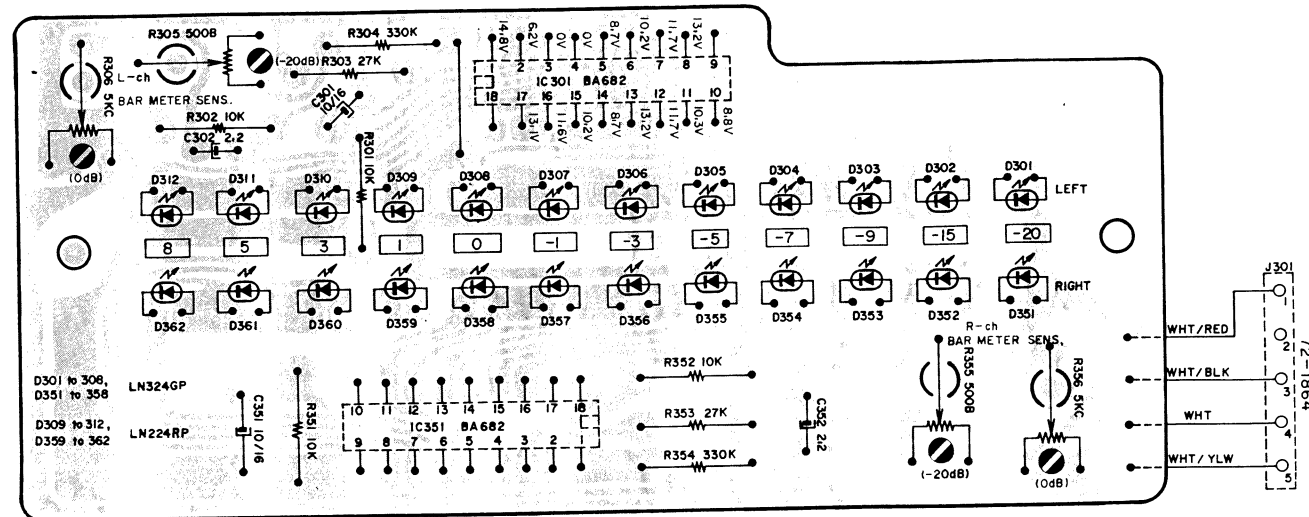 R305 500B
R304 330K
(-20dB)
R303 27K
R306 5KC
L-ch
BAR METER SENS.
(0dB)
R302 10K
C302 2.2
C301
10/16
R301 10K
14.8V 6.2V 0V 0V 8.7V 10.2V 11.7V 13.2V
1 2 3 4 5 6 7 8 9
IC301 BA682
18 17 16 15 14 13 12 11 10
13.1V 11.6V 10.2V 8.7V 13.2V 11.7V 10.3V 8.8V
D312 D311 D310 D309 D308 D307 D306 D305 D304 D303 D302 D301
LEFT
8 5 3 1 0 -1 -3 -5 -7 -9 -15 -20
RIGHT
D362 D361 D360 D359 D358 D357 D356 D355 D354 D353 D352 D351
R-ch
BAR METER SENS.
D301 to 308,
D351 to 358
LN324GP
D309 to 312,
D359 to 362
LN224RP
C351 10/16
R351 10K
10 11 12 13 14 15 16 17 18
IC351 BA682
9 8 7 6 5 4 3 2 1
R352 10K
R353 27K
R354 330K
C352 2.2
R355 500B
(-20dB)
R356 5KC
(0dB)
WHT/RED
WHT/BLK
WHT
WHT/YLW
J301
1
2
3
4
5